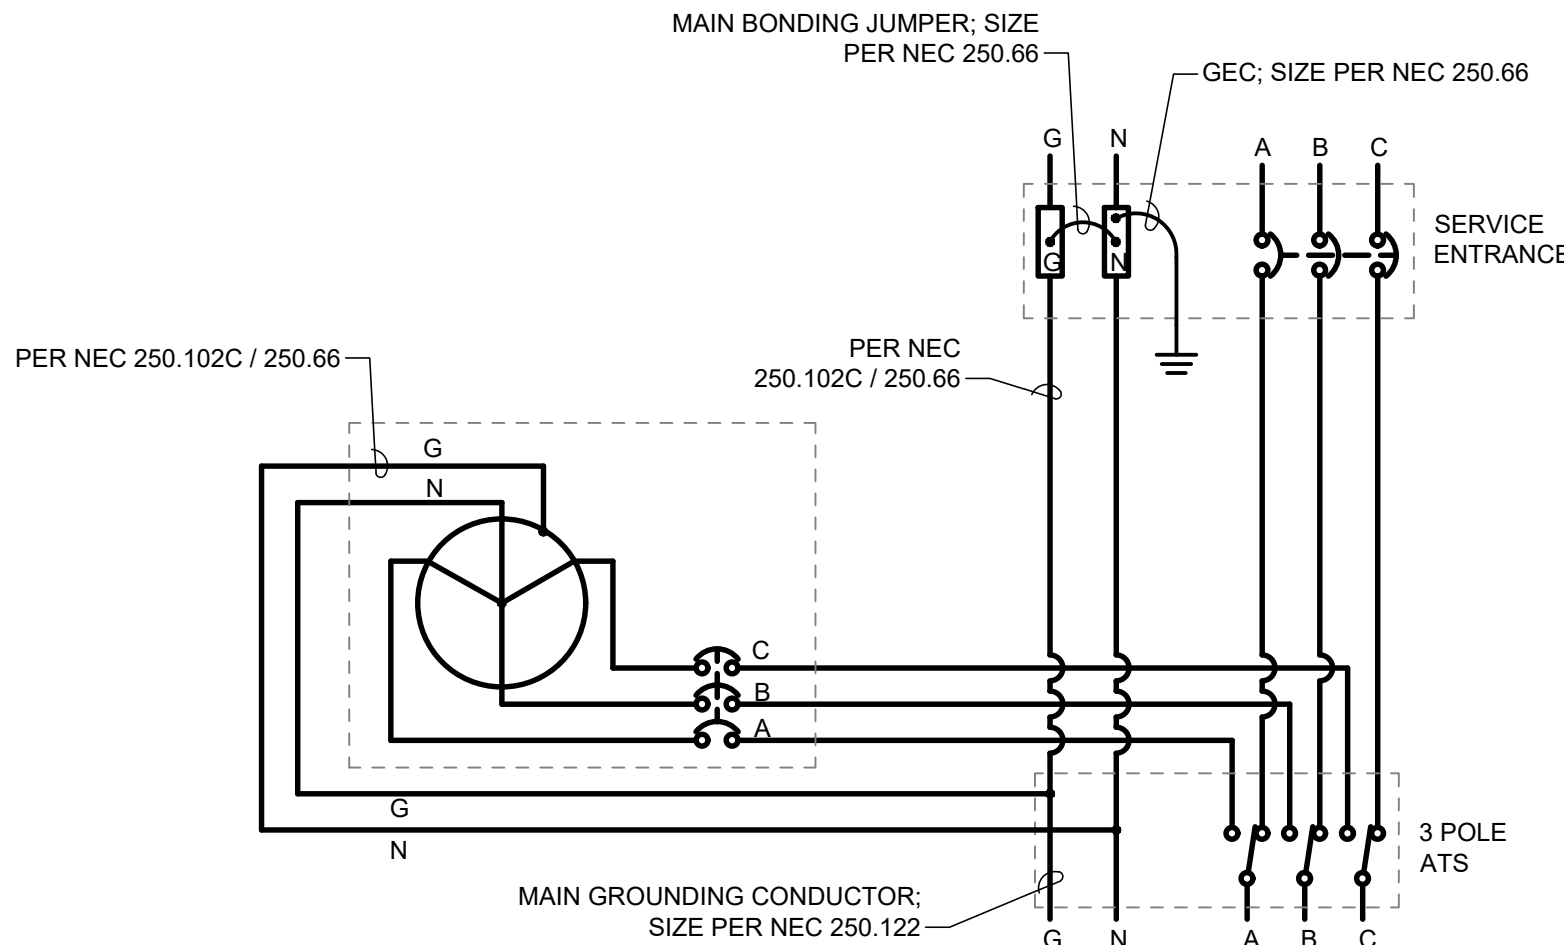 MAIN BONDING JUMPER; SIZE
PER NEC 250.66
GEC; SIZE PER NEC 250.66
G
N
A
B
C
SERVICE
ENTRANCE
G
N
PER NEC 250.102C / 250.66
PER NEC
250.102C / 250.66
G
N
C
B
A
G
N
3 POLE
ATS
MAIN GROUNDING CONDUCTOR;
SIZE PER NEC 250.122
G
N
A
B
C